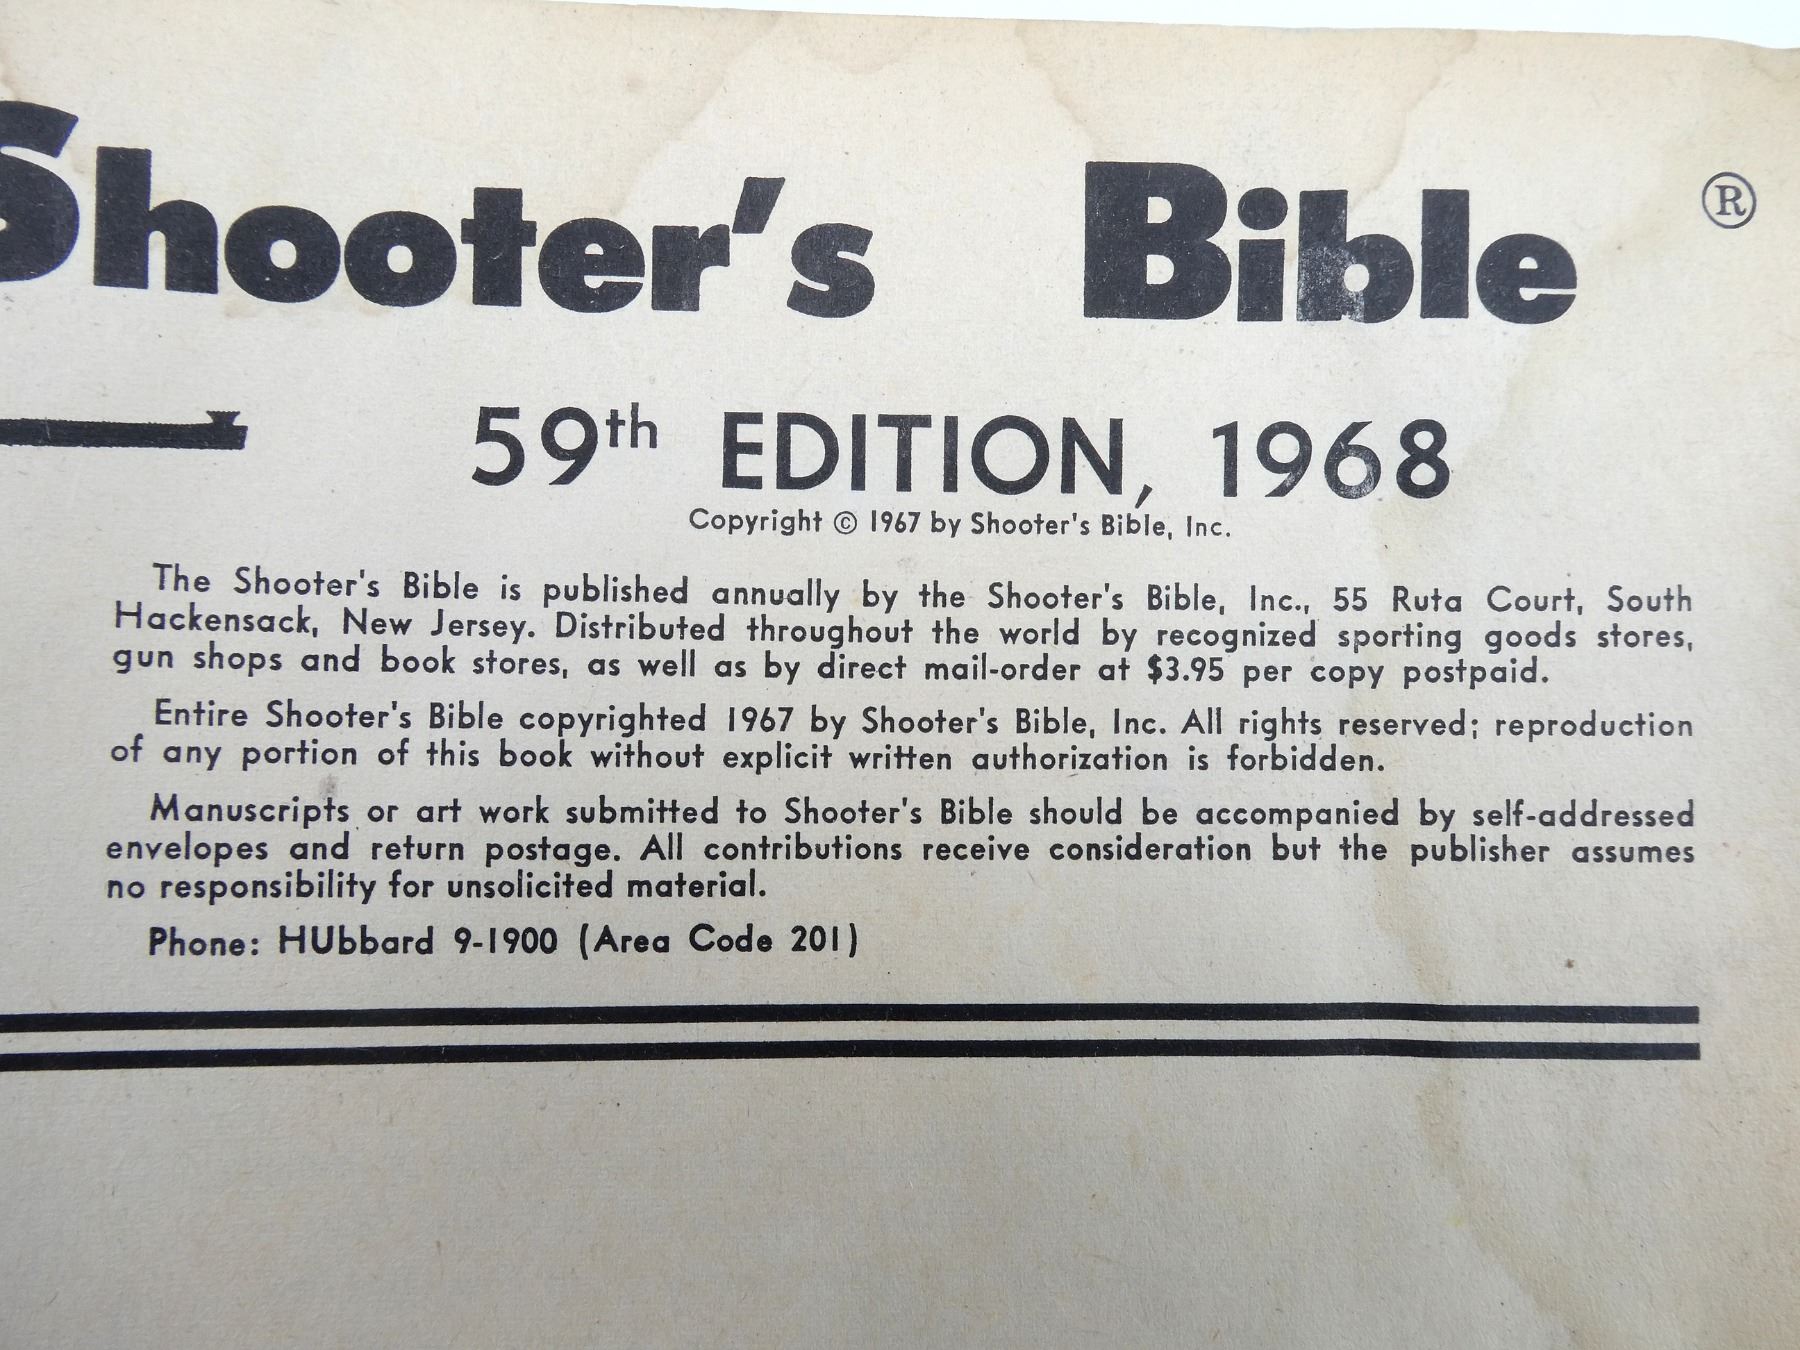 Shooter's Bible ®
59th EDITION, 1968
Copyright © 1967 by Shooter's Bible, Inc.
The Shooter's Bible is published annually by the Shooter's Bible, Inc., 55 Ruta Court, South
Hackensack, New Jersey. Distributed throughout the world by recognized sporting goods stores,
gun shops and book stores, as well as by direct mail-order at $3.95 per copy postpaid.
Entire Shooter's Bible copyrighted 1967 by Shooter's Bible, Inc. All rights reserved; reproduction
of any portion of this book without explicit written authorization is forbidden.
Manuscripts or art work submitted to Shooter's Bible should be accompanied by self-addressed
envelopes and return postage. All contributions receive consideration but the publisher assumes
no responsibility for unsolicited material.
Phone: HUbbard 9-1900 (Area Code 201)